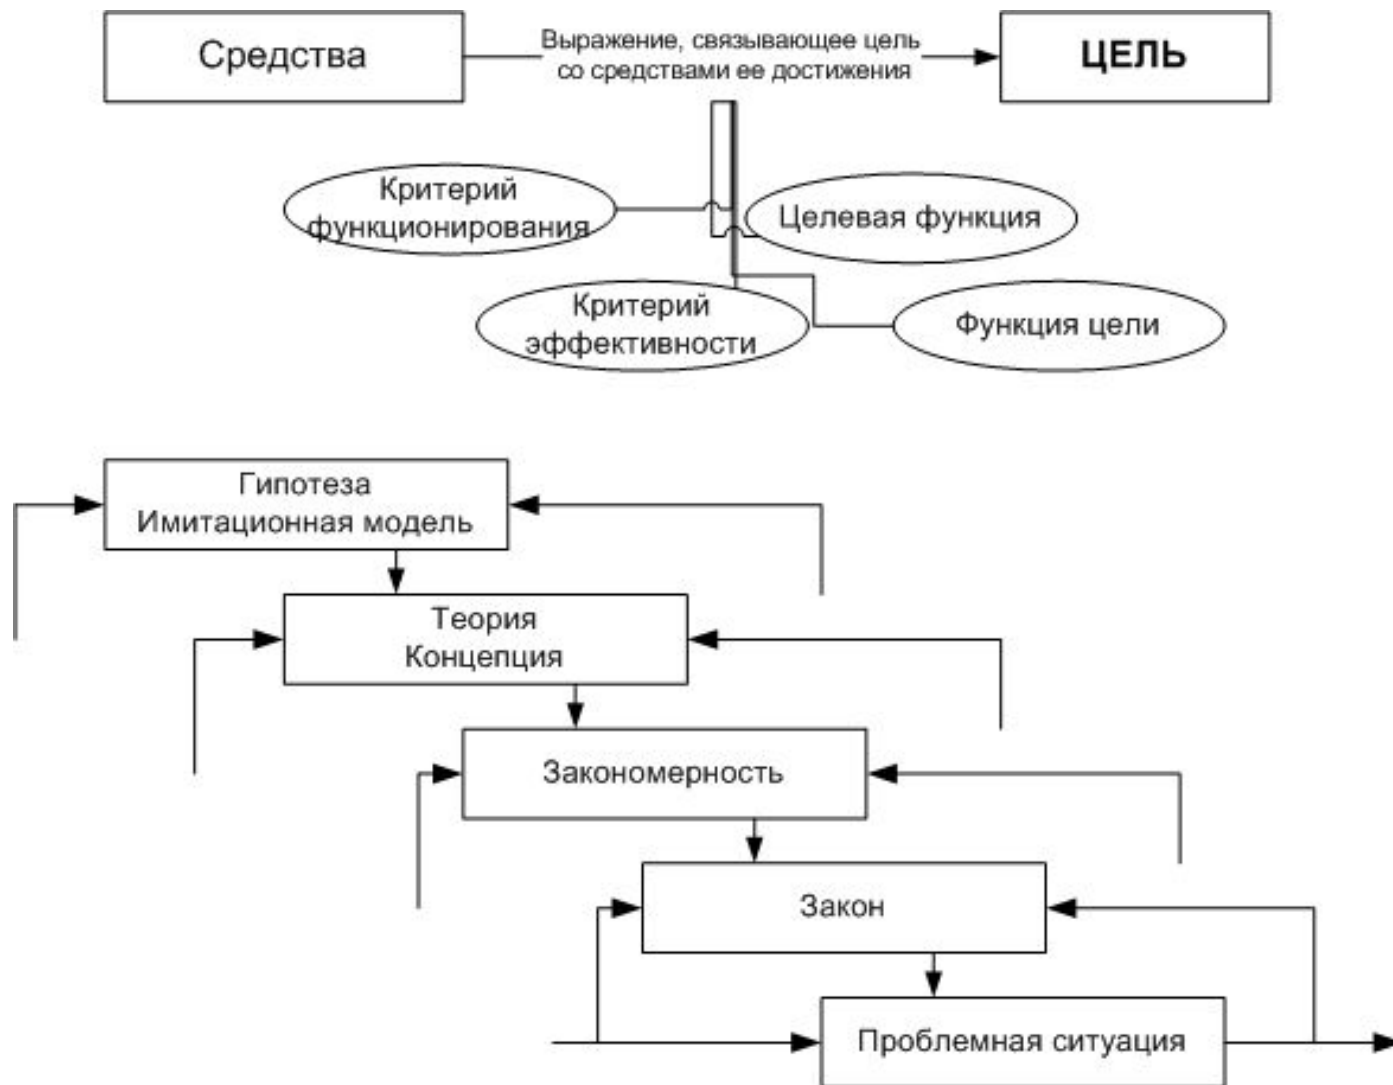 Средства
Выражение, связывающее цель
со средствами ее достижения
ЦЕЛЬ
Критерий
функционирования
Целевая функция
Критерий
эффективности
Функция цели
Гипотеза
Имитационная модель
Теория
Концепция
Закономерность
Закон
Проблемная ситуация